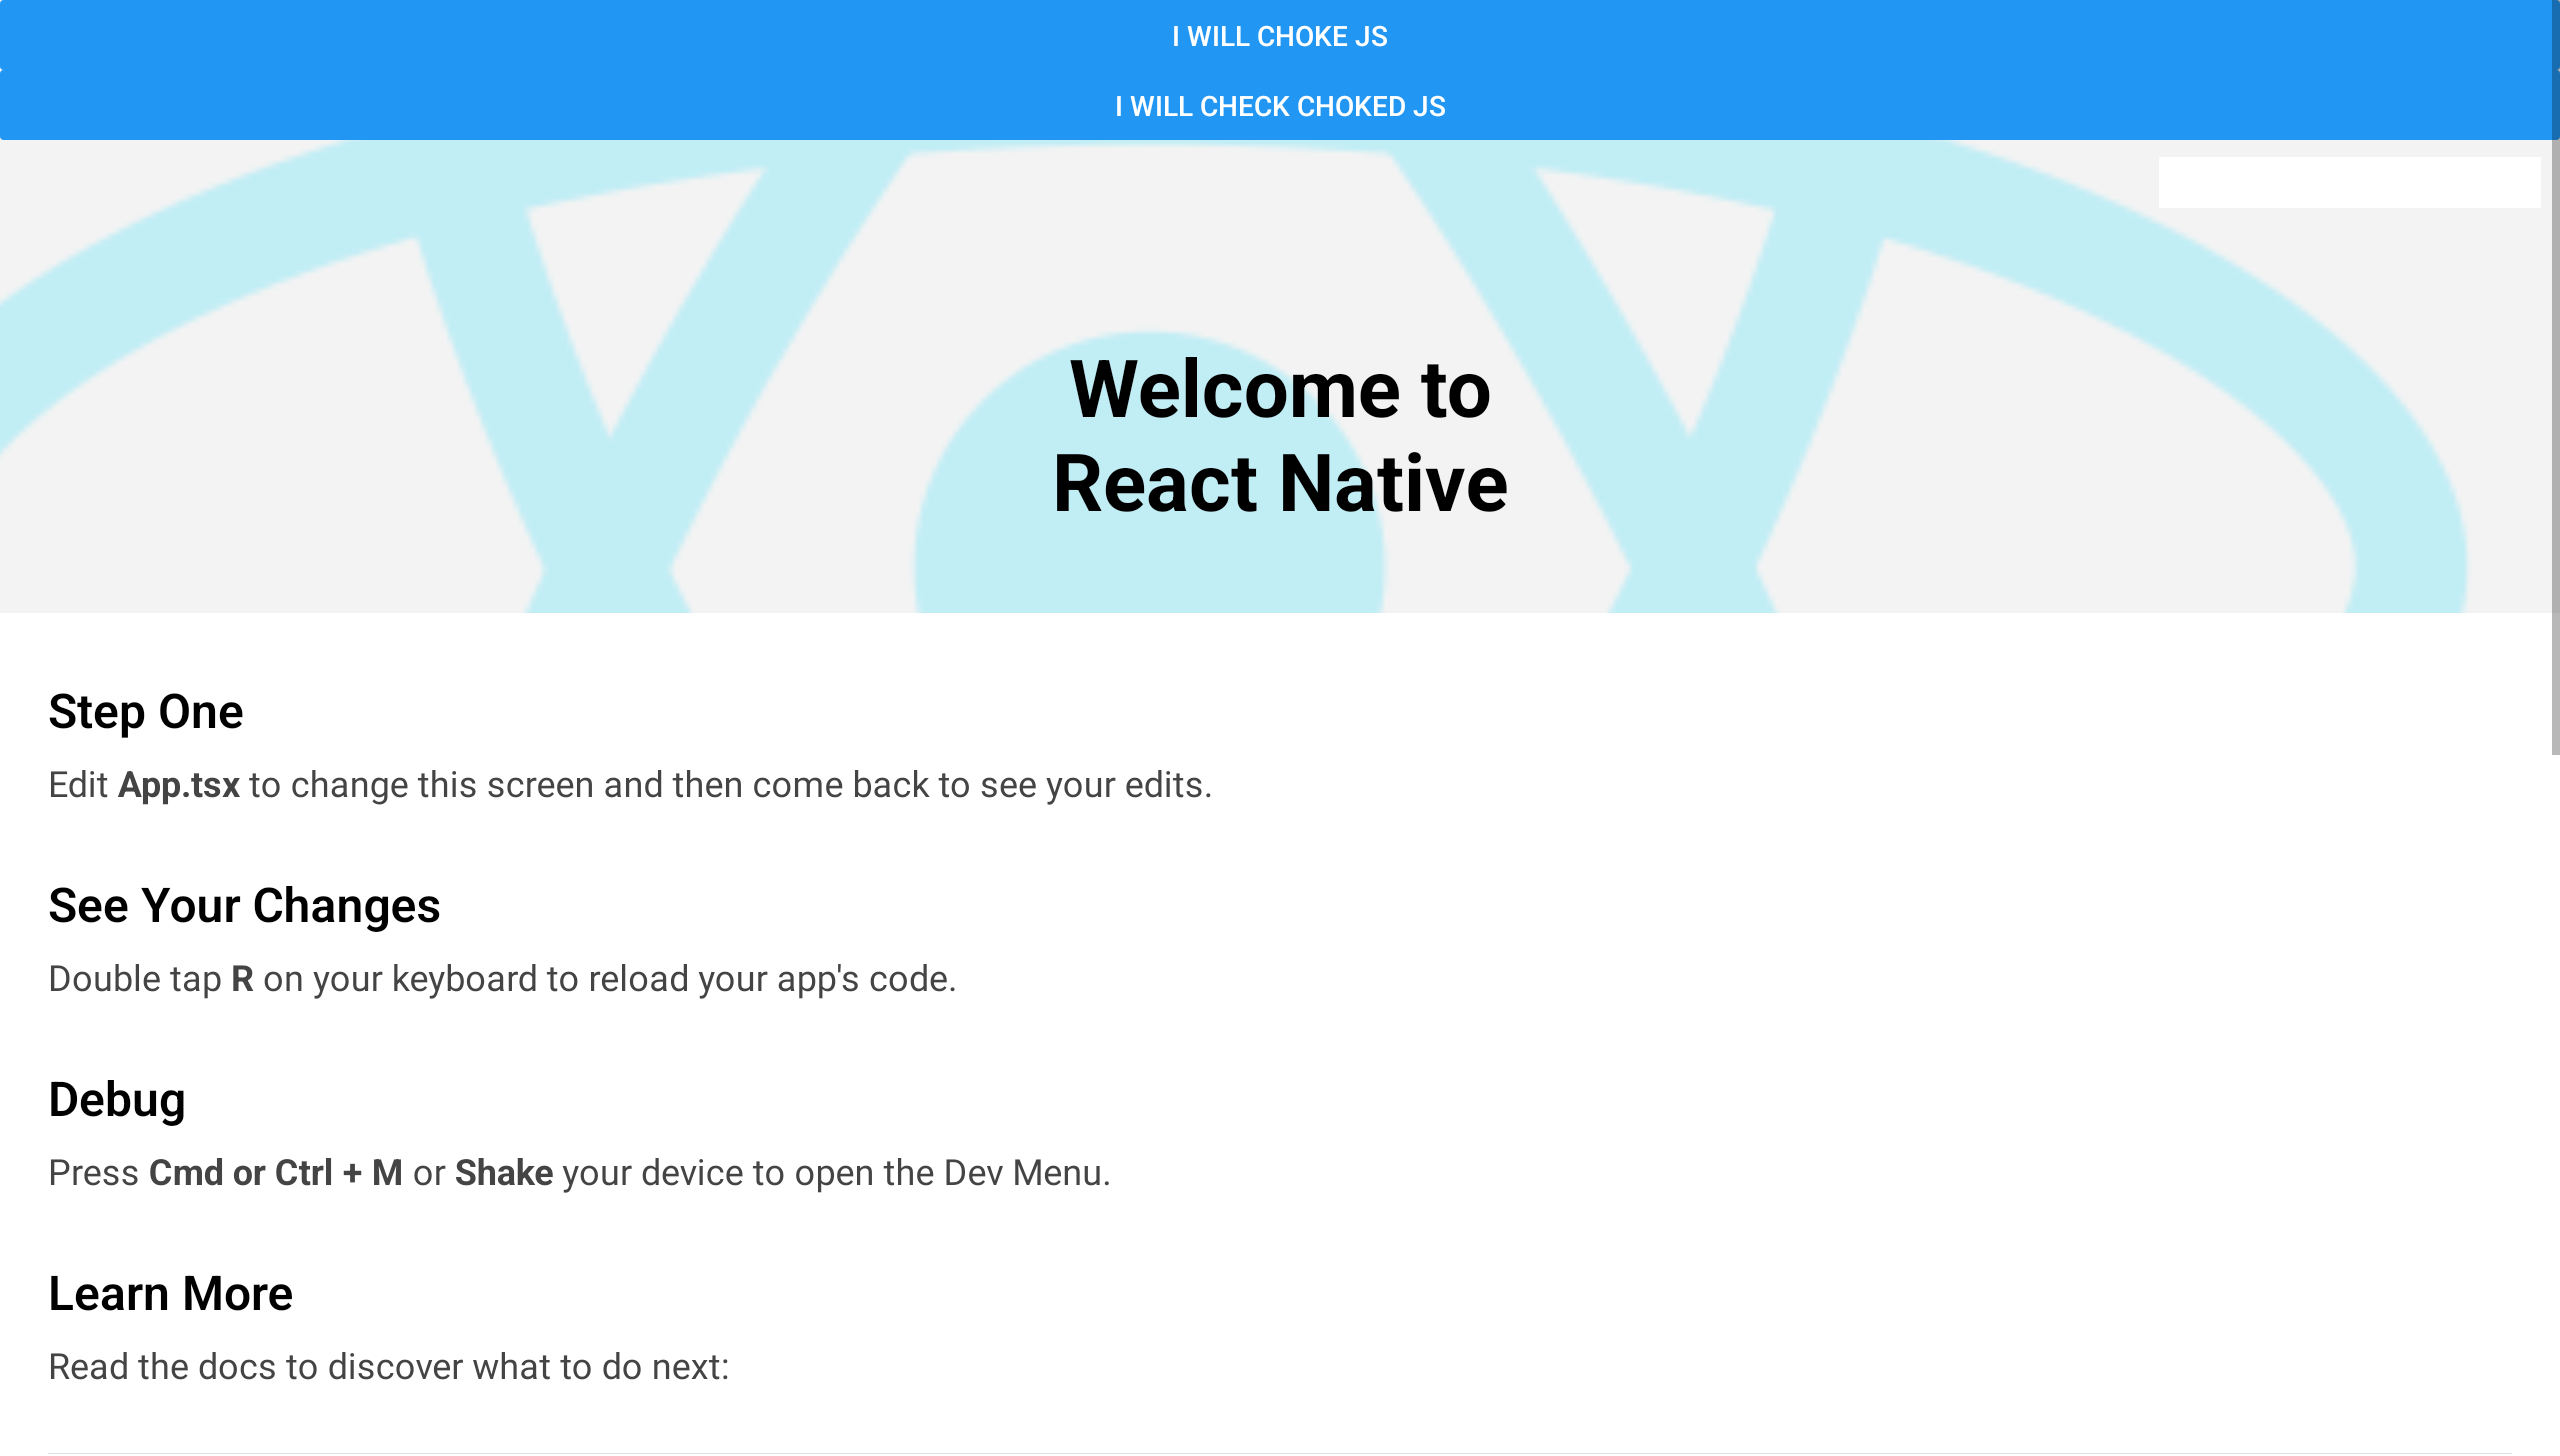 I WILL CHOKE JS
I WILL CHECK CHOKED JS
Welcome to
React Native
Step One
Edit App.tsx to change this screen and then come back to see your edits.
See Your Changes
Double tap R on your keyboard to reload your app's code.
Debug
Press Cmd or Ctrl + M or Shake your device to open the Dev Menu.
Learn More
Read the docs to discover what to do next: